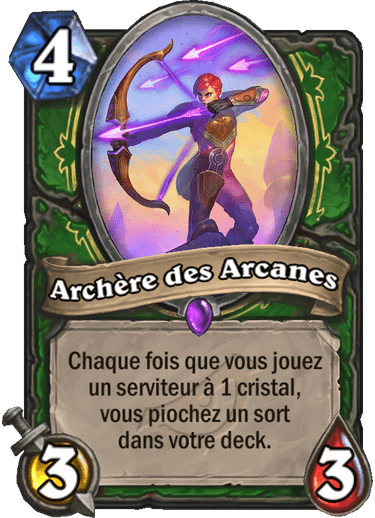 4
Archère des Arcanes
Chaque fois que vous jouez
un serviteur à 1 cristal,
vous piochez un sort
dans votre deck.
3
3